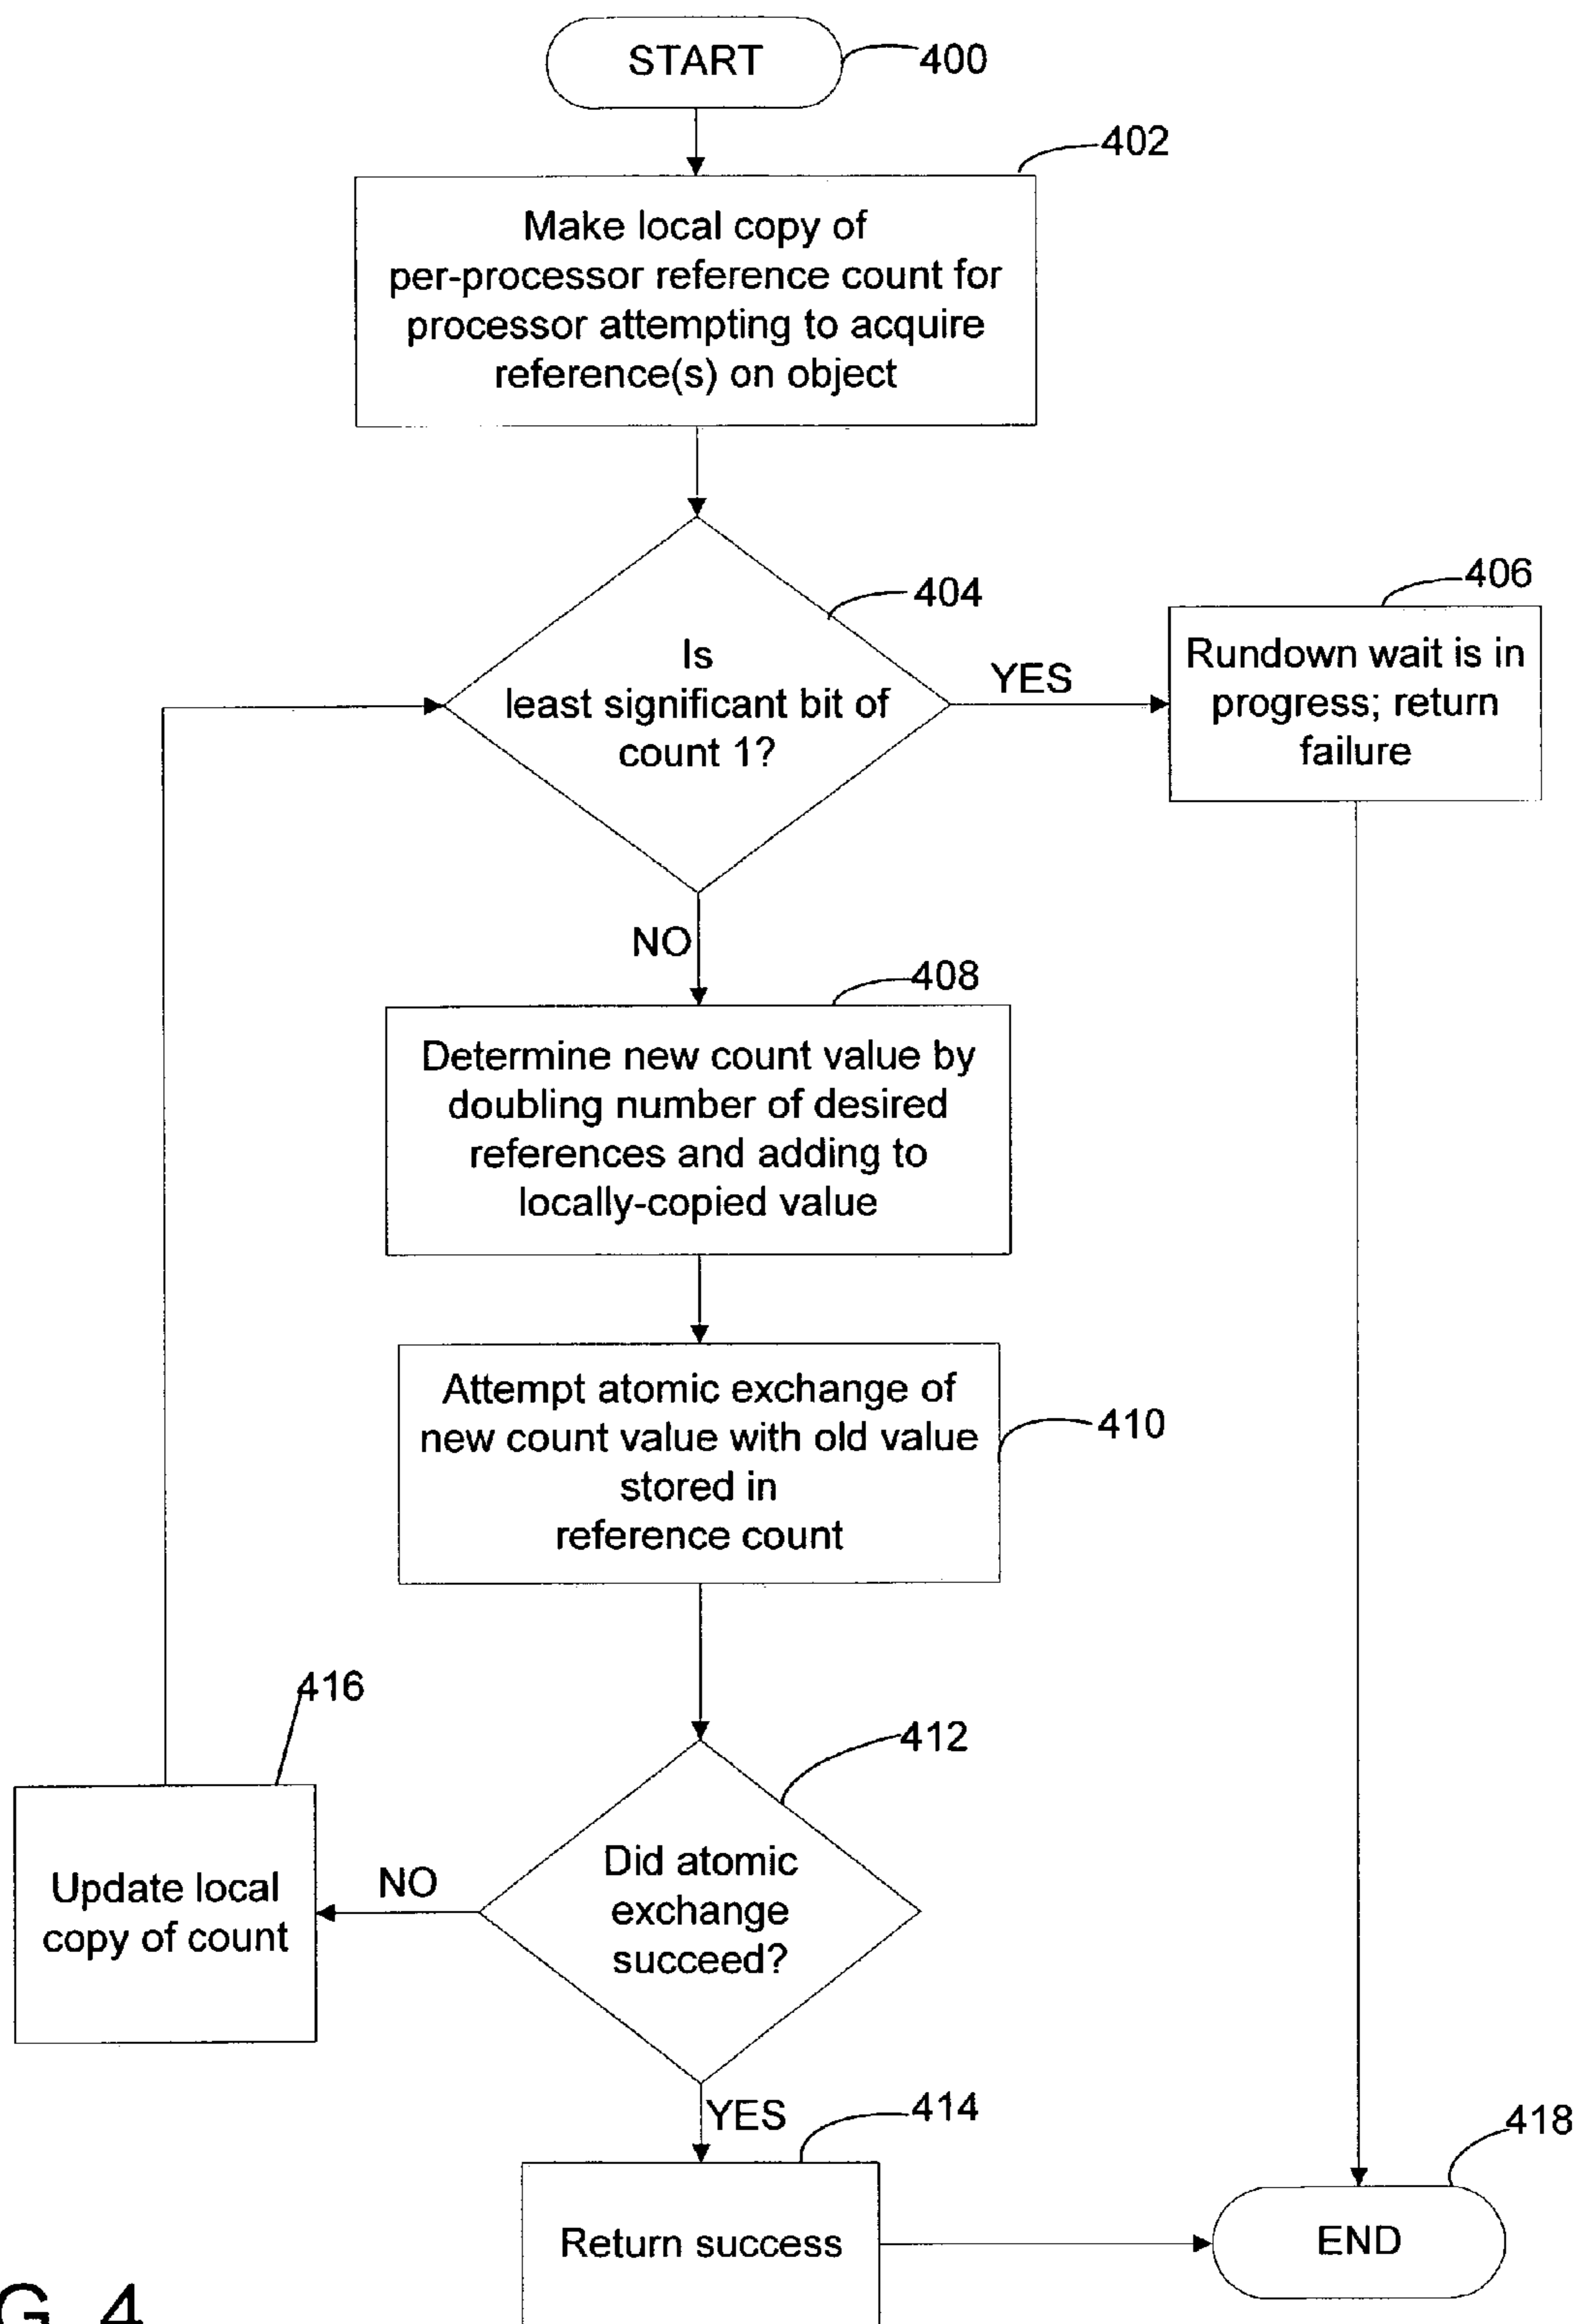 START
400
402
Make local copy of
per-processor reference count for
processor attempting to acquire
reference(s) on object
404
Is
least significant bit of
count 1?
YES
406
Rundown wait is in
progress; return
failure
NO
408
Determine new count value by
doubling number of desired
references and adding to
locally-copied value
Attempt atomic exchange of
new count value with old value
stored in
reference count
410
416
412
Did atomic
exchange
succeed?
NO
Update local
copy of count
YES
414
418
Return success
END
G. 4